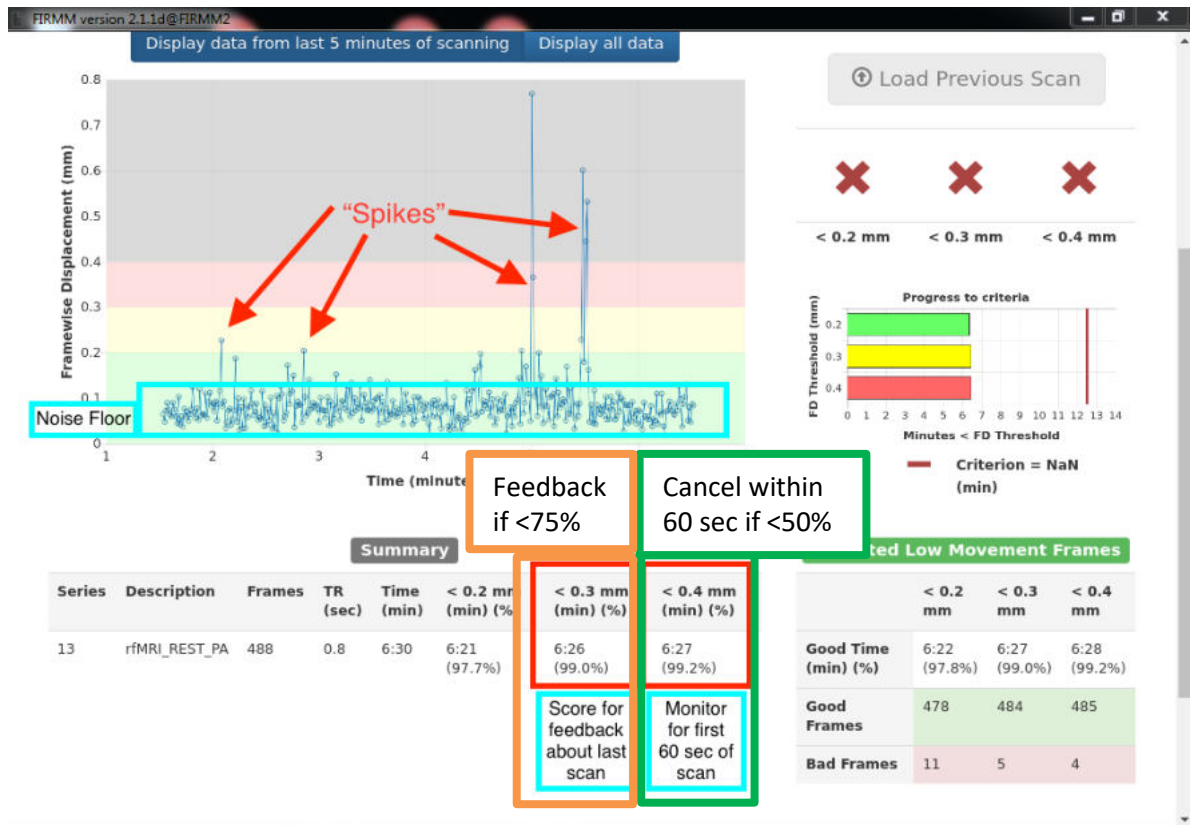 FIRMM version 2.1.1d@FIRMM2
Display data from last 5 minutes of scanning
Display all data
Load Previous Scan
0.8
0.7
0.6
0.5
0.4
0.3
0.2
0.1
0
Framewise Displacement (mm)
"Spikes"
Noise Floor
1 2 3 4
Time (minute
< 0.2 mm < 0.3 mm < 0.4 mm
Progress to criteria
FD Threshold (mm)
0.2
0.3
0.4
0 1 2 3 4 5 6 7 8 9 10 11 12 13 14
Minutes < FD Threshold
Criterion = NaN
(min)
Feedback
if <75%
Cancel within
60 sec if <50%
Summary
Series Description Frames TR Time < 0.2 mm < 0.3 mm < 0.4 mm
(sec) (min) (min) (% (min) (%) (min) (%)
13 rfMRI_REST_PA 488 0.8 6:30 6:21 6:26 6:27
(97.7%) (99.0%) (99.2%)
Score for
feedback
about last
scan
Monitor
for first
60 sec of
scan
Low Movement Frames
< 0.2 < 0.3 < 0.4
mm mm mm
Good Time 6:22 6:27 6:28
(min) (%) (97.8%) (99.0%) (99.2%)
Good 478 484 485
Frames
Bad Frames 11 5 4